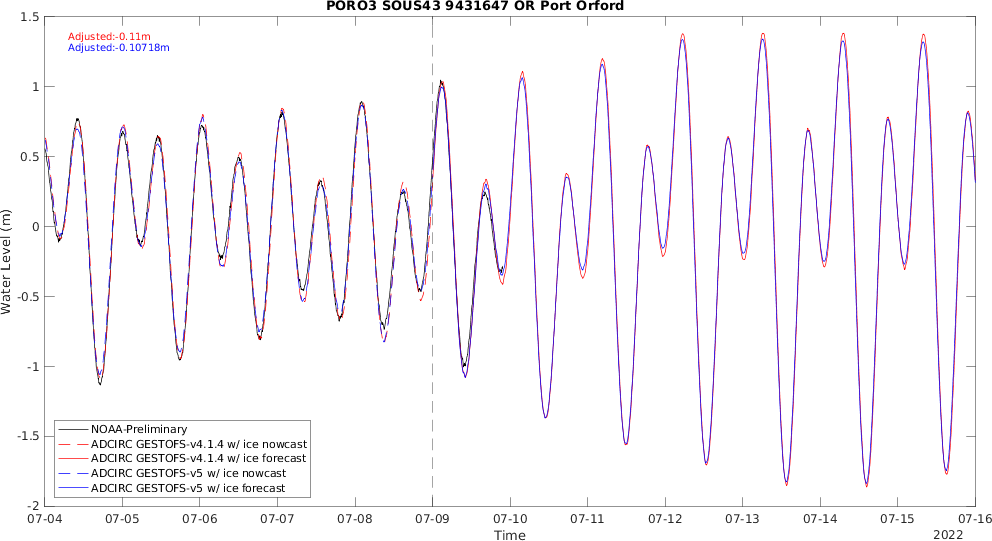 PORO3 SOUS43 9431647 OR Port Orford
Adjusted:-0.11m
Adjusted:-0.10718m
1.5
1
0.5
0
-0.5
-1
-1.5
-2
Water Level (m)
NOAA-Preliminary
ADCIRC GESTOFS-v4.1.4 w/ ice nowcast
ADCIRC GESTOFS-v4.1.4 w/ ice forecast
ADCIRC GESTOFS-v5 w/ ice nowcast
ADCIRC GESTOFS-v5 w/ ice forecast
07-04 07-05 07-06 07-07 07-08 07-09 07-10 07-11 07-12 07-13 07-14 07-15 07-16
Time
2022